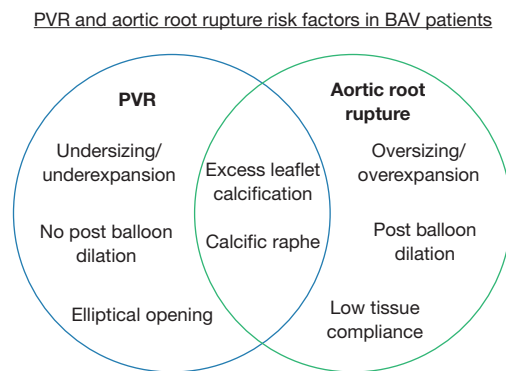 PVR and aortic root rupture risk factors in BAV patients
PVR
Undersizing/
underexpansion
No post balloon
dilation
Elliptical opening
Excess leaflet
calcification
Calcific raphe
Aortic root
rupture
Oversizing/
overexpansion
Post balloon
dilation
Low tissue
compliance